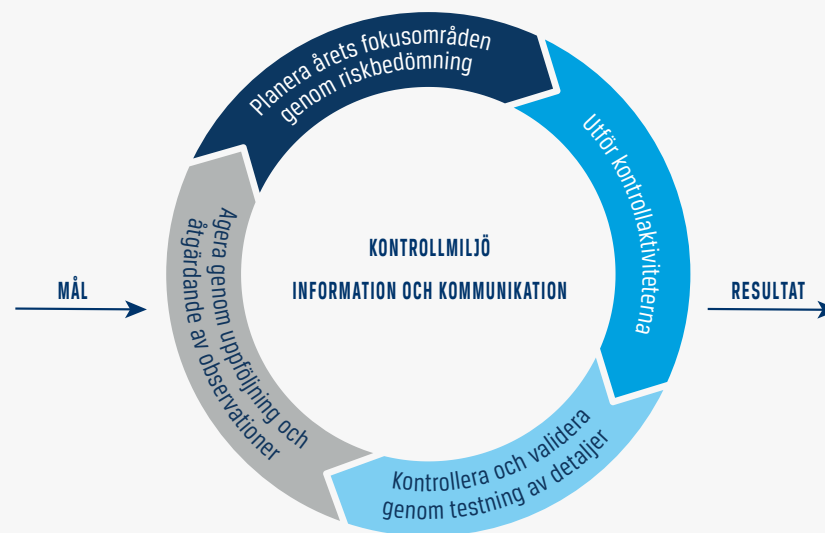 Planera årets fokusområden
genom riskbedömning
Utför kontrollaktiviteterna
Kontrollera och validera
genom testning av detaljer
Agera genom uppföljning och
åtgärdande av observationer
KONTROLLMILJÖ
INFORMATION OCH KOMMUNIKATION
MÅL
RESULTAT